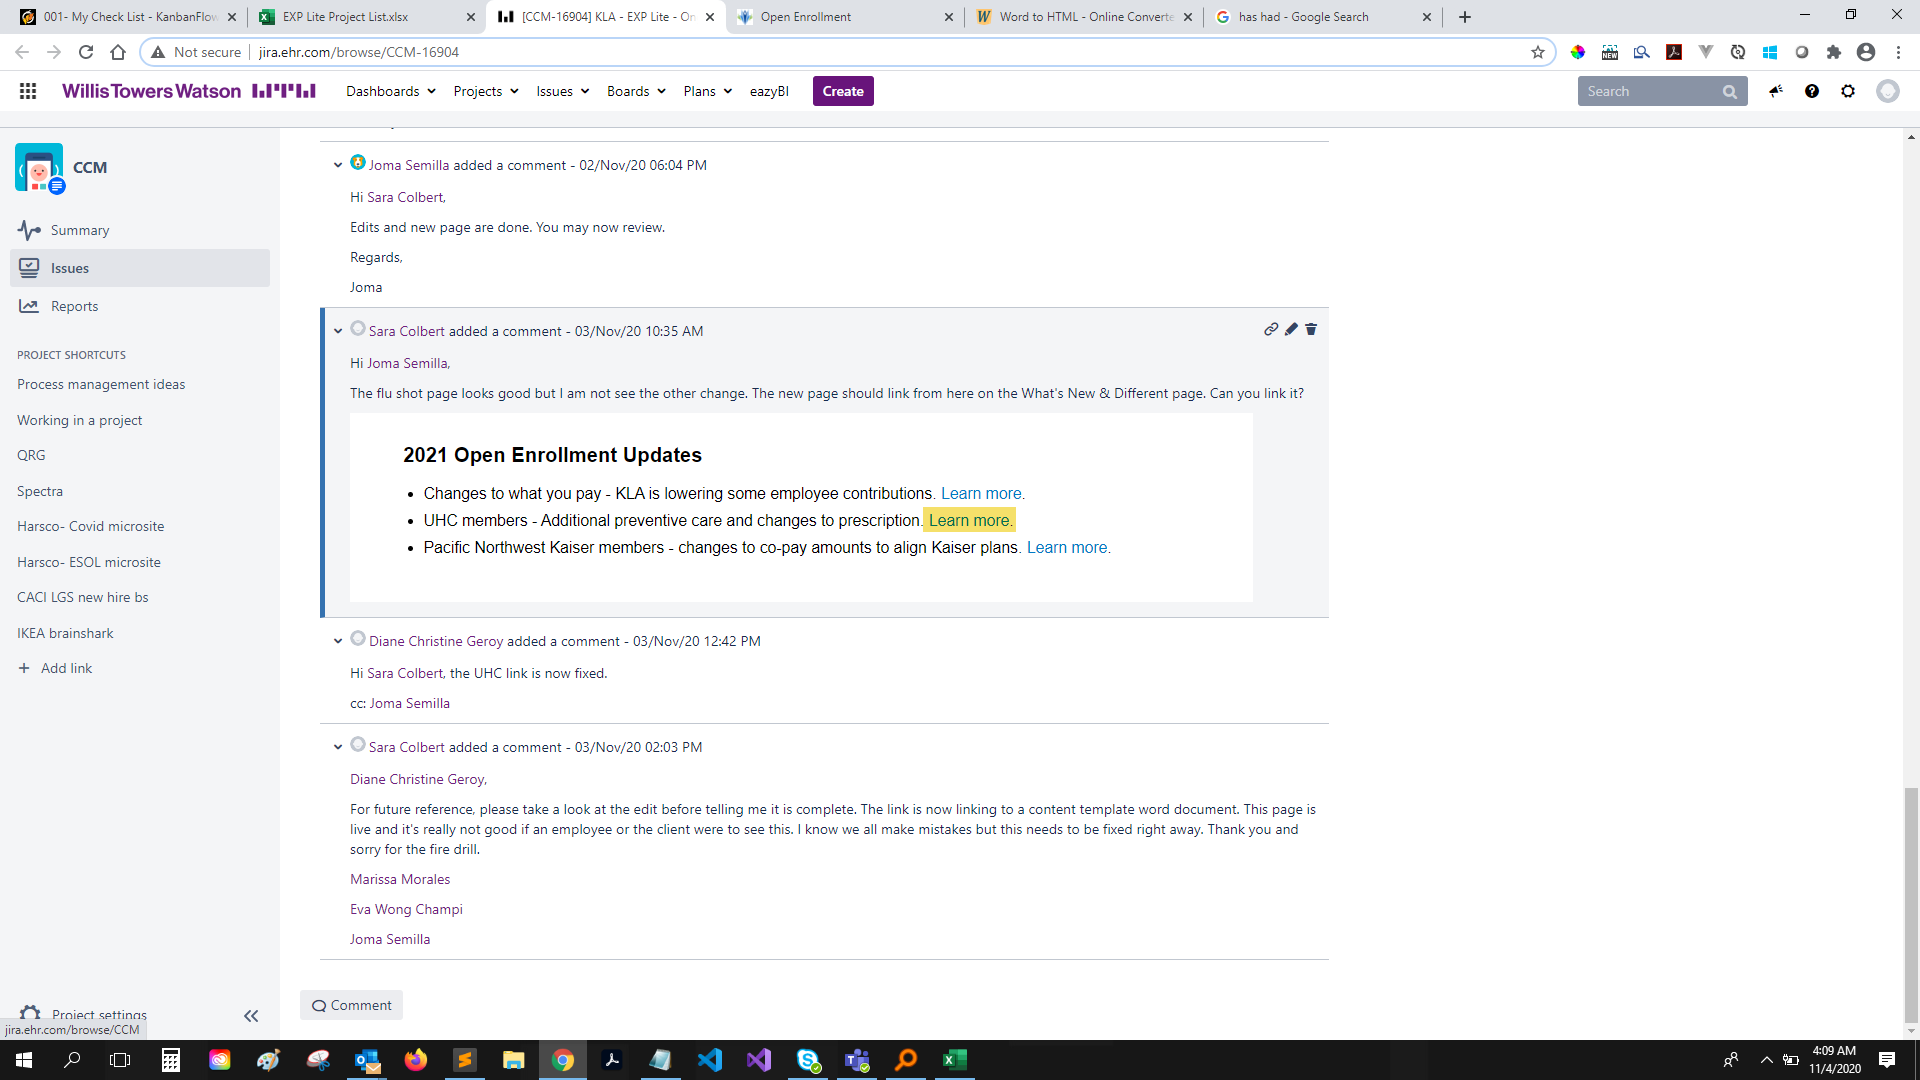 001- My Check List - KanbanFlow
EXP Lite Project List.xlsx
[CCM-16904] KLA - EXP Lite - On
Open Enrollment
Word to HTML - Online Converte
has had - Google Search
Not secure
jira.ehr.com/browse/CCM-16904
NEW
Willis Towers Watson
Dashboards
Projects
Issues
Boards
Plans
eazyBI
Create
Search
CCM
Summary
Issues
Reports
PROJECT SHORTCUTS
Process management ideas
Working in a project
QRG
Spectra
Harsco- Covid microsite
Harsco- ESOL microsite
CACI LGS new hire bs
IKEA brainshark
+ Add link
Project settings
jira.ehr.com/browse/CCM
Joma Semilla added a comment - 02/Nov/20 06:04 PM
Hi Sara Colbert,
Edits and new page are done. You may now review.
Regards,
Joma
Sara Colbert added a comment - 03/Nov/20 10:35 AM
Hi Joma Semilla,
The flu shot page looks good but I am not see the other change. The new page should link from here on the What's New & Different page. Can you link it?
2021 Open Enrollment Updates
• Changes to what you pay - KLA is lowering some employee contributions. Learn more.
• UHC members - Additional preventive care and changes to prescription. Learn more.
• Pacific Northwest Kaiser members - changes to co-pay amounts to align Kaiser plans. Learn more.
Diane Christine Geroy added a comment - 03/Nov/20 12:42 PM
Hi Sara Colbert, the UHC link is now fixed.
cc: Joma Semilla
Sara Colbert added a comment - 03/Nov/20 02:03 PM
Diane Christine Geroy,
For future reference, please take a look at the edit before telling me it is complete. The link is now linking to a content template word document. This page is
live and it's really not good if an employee or the client were to see this. I know we all make mistakes but this needs to be fixed right away. Thank you and
sorry for the fire drill.
Marissa Morales
Eva Wong Champi
Joma Semilla
Comment
4:09 AM
11/4/2020